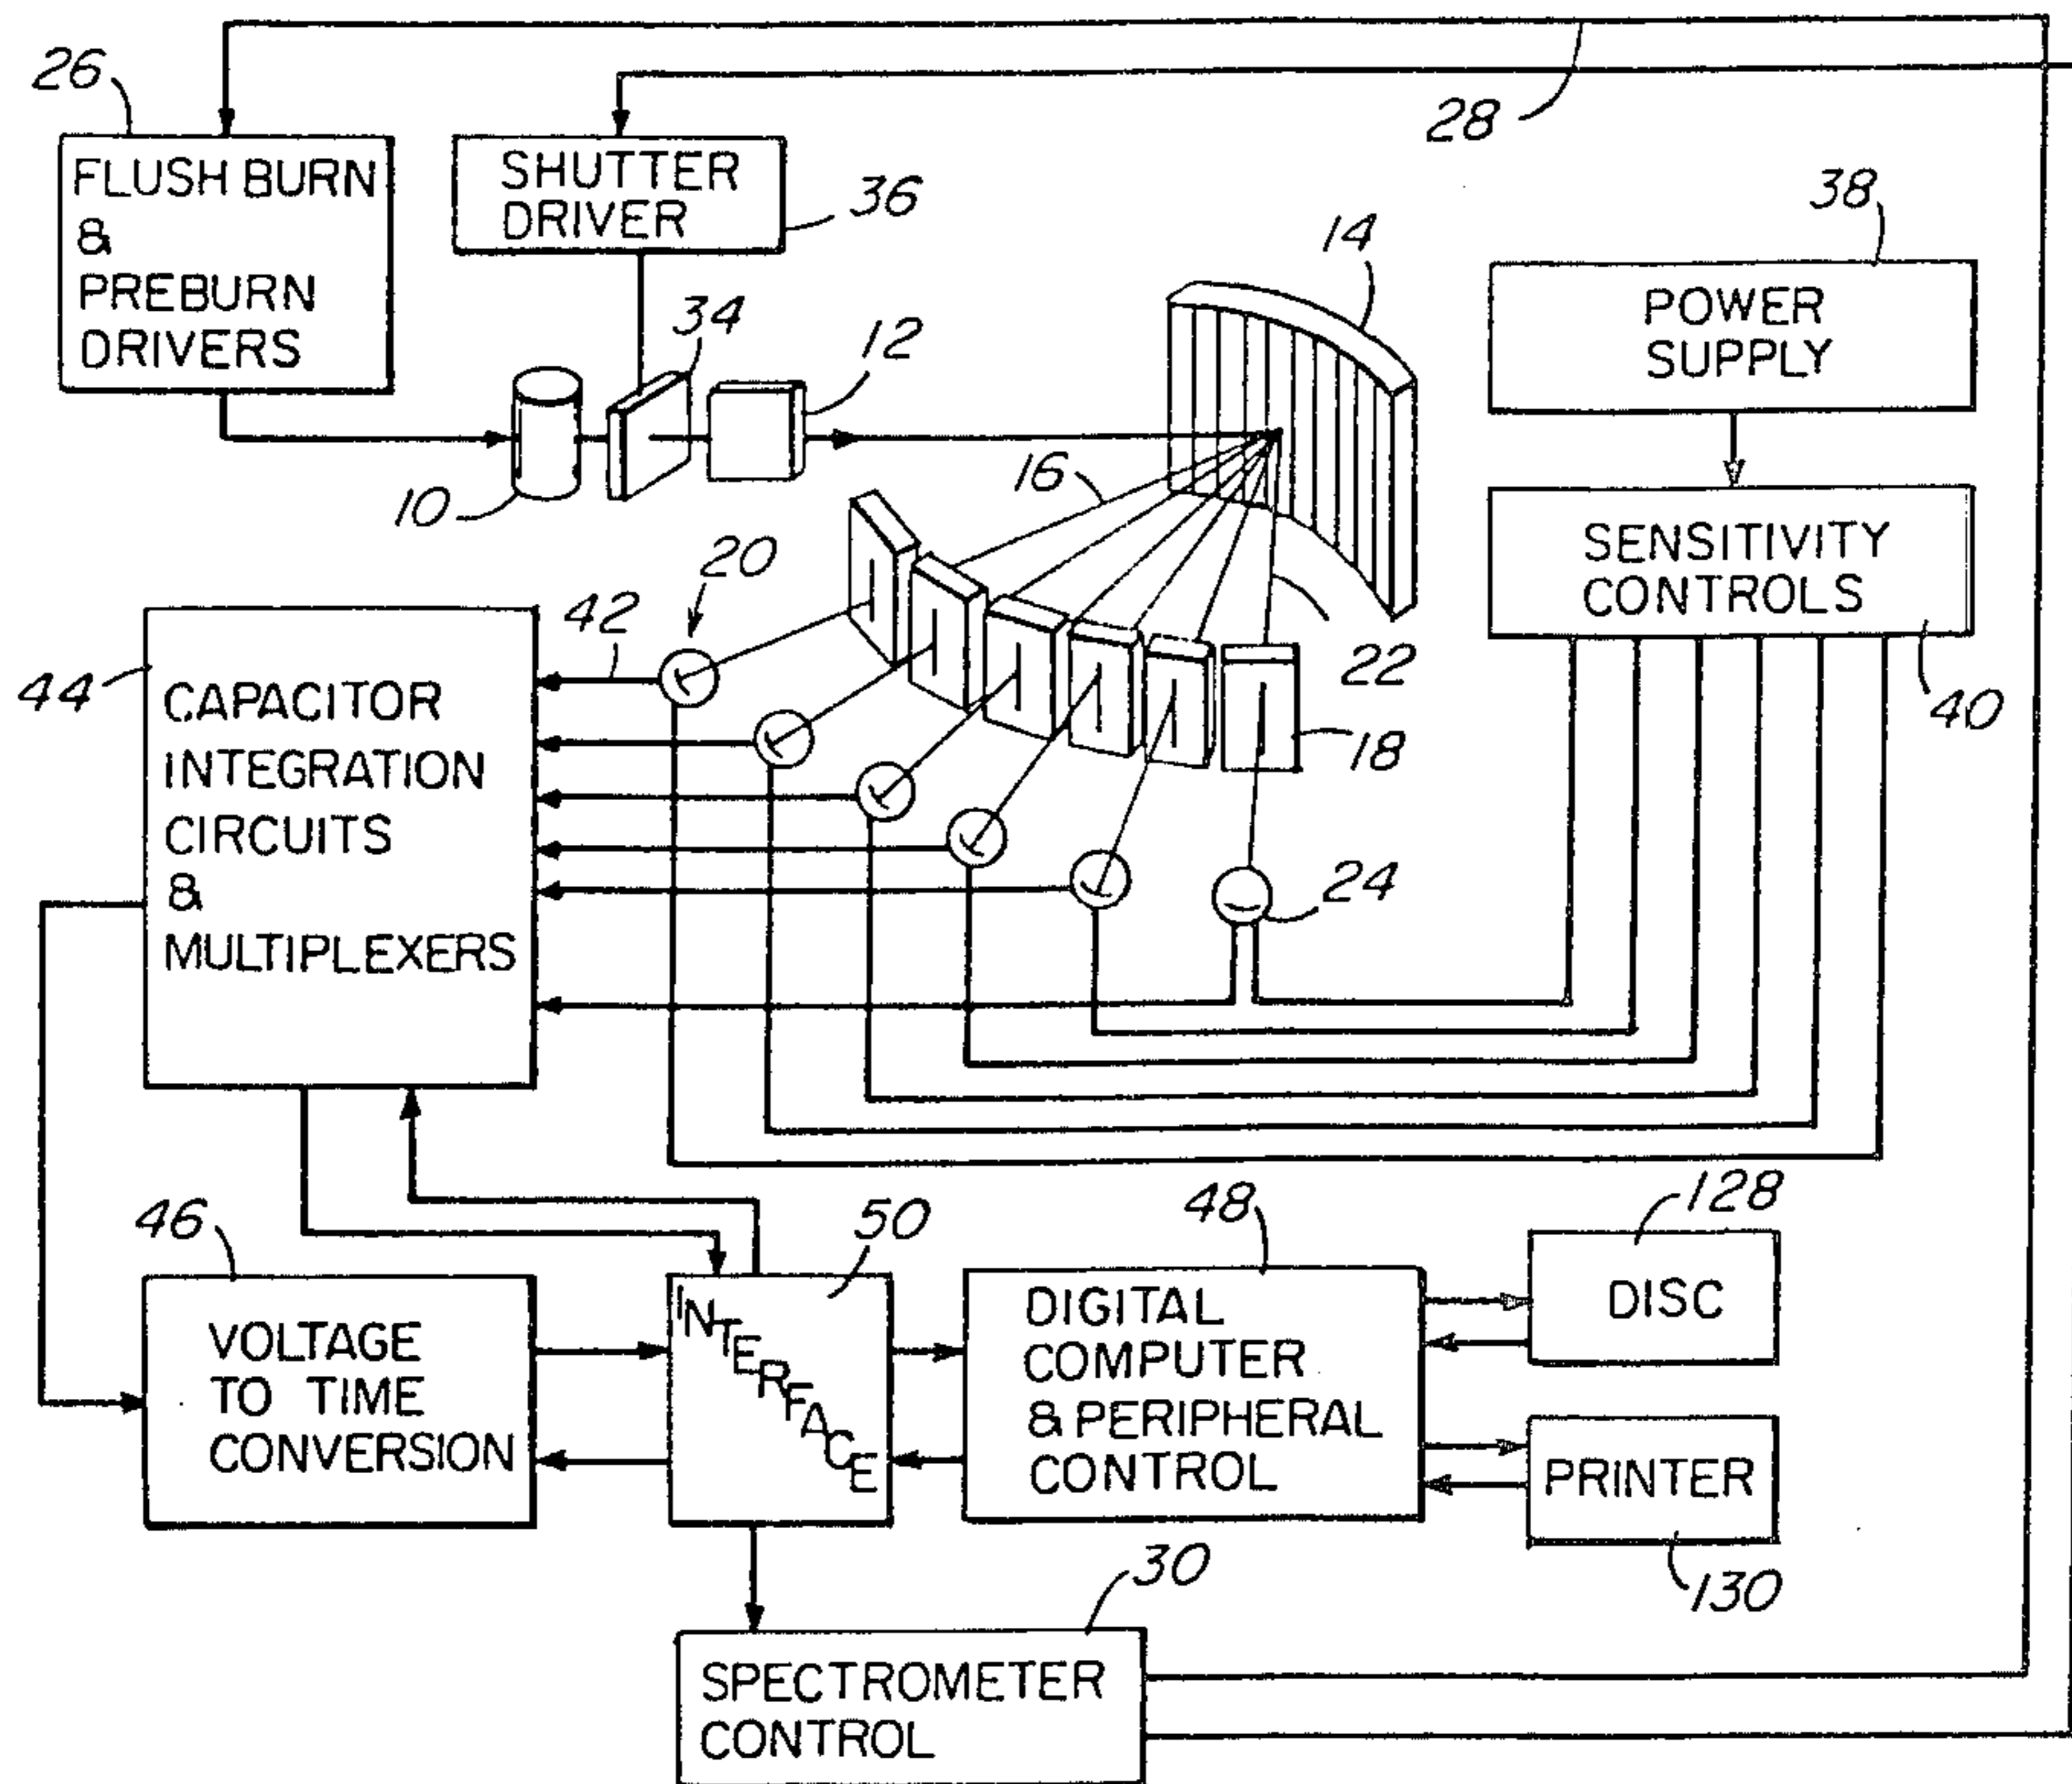 26
28
FLUSH BURN
&
PREBURN
DRIVERS
SHUTTER
DRIVER
36
38
14
POWER
SUPPLY
34
12
10
16
20
22
SENSITIVITY
CONTROLS
40
42
18
44
CAPACITOR
INTEGRATION
CIRCUITS
&
MULTIPLEXERS
24
46
50
48
128
VOLTAGE
TO TIME
CONVERSION
INTERFACE
DIGITAL
COMPUTER
& PERIPHERAL
CONTROL
DISC
PRINTER
130
30
SPECTROMETER
CONTROL